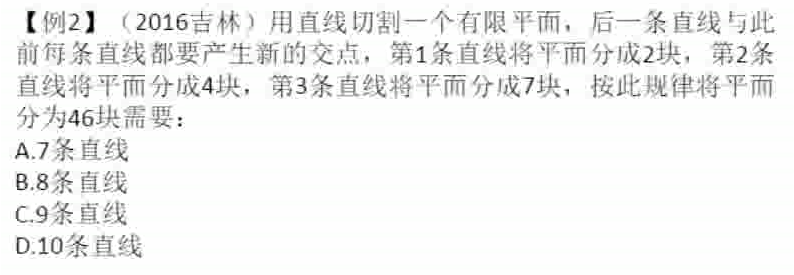 【例2】（2016吉林）用直线切割一个有限平面，后一条直线与此
前每条直线都要产生新的交点，第1条直线将平面分成2块，第2条
直线将平面分成4块，第3条直线将平面分成7块，按此规律将平面
分为46块需要：
A.7条直线
B.8条直线
C.9条直线
D.10条直线